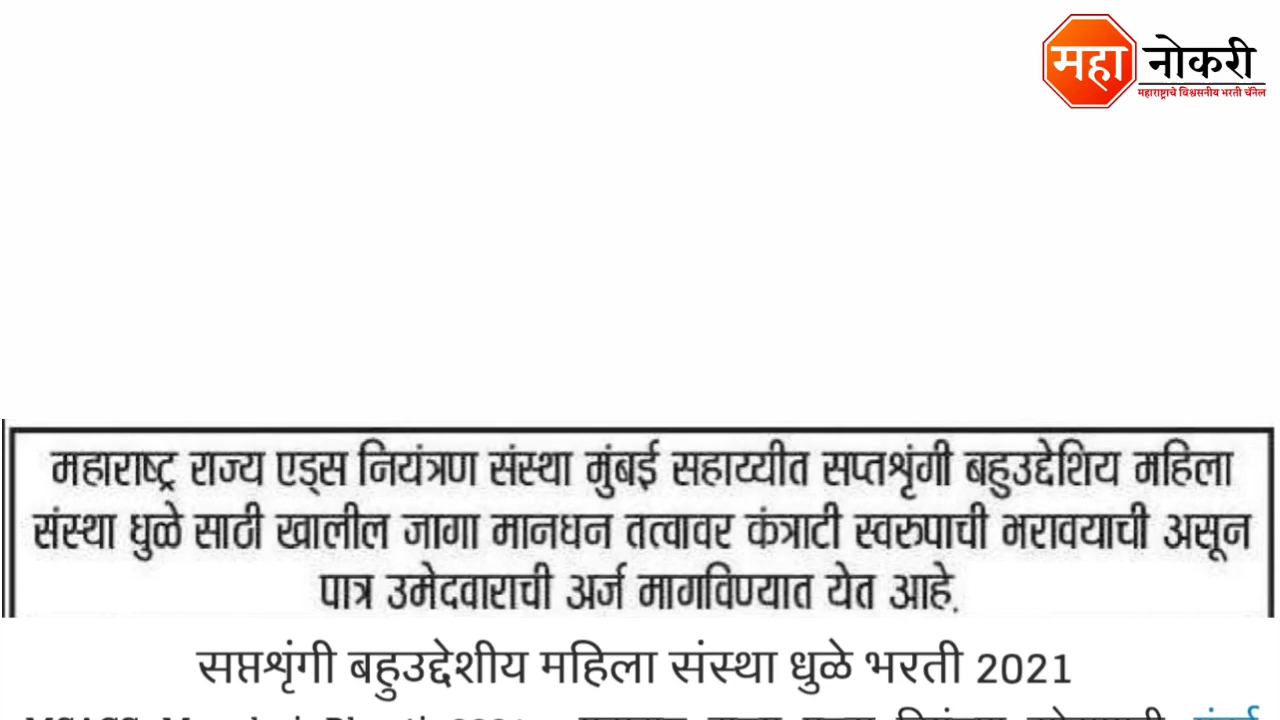 महा नोकरी
महाराष्ट्राचे विश्वसनीय भरती चॅनेल
महाराष्ट्र राज्य एड्स नियंत्रण संस्था मुंबई सहाय्यीत सप्तश्रृंगी बहुउद्देशिय महिला
संस्था धुळे साठी खालील जागा मानधन तत्वावर कंत्राटी स्वरुपाची भरावयाची असून
पात्र उमेदवाराची अर्ज मागविण्यात येत आहे.
सप्तश्रृंगी बहुउद्देशीय महिला संस्था धुळे भरती 2021